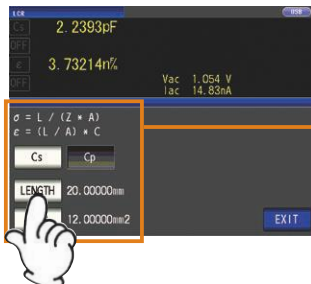 LCR USB
Cs 2.2393pF
OFF
ε 3.73214n%
OFF
Vac 1.054 V
Iac 14.83nA
σ = L / (Z * A)
ε = (L / A) * C
Cs Cp
LENGTH 20.00000mm
12.00000mm2 EXIT